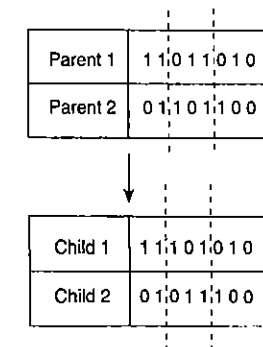 Parent 1 1 1 0 1 1 0 1 0
Parent 2 0 1 1 0 1 1 0 0
Child 1 1 1 1 0 1 0 1 0
Child 2 0 1 0 1 1 1 0 0